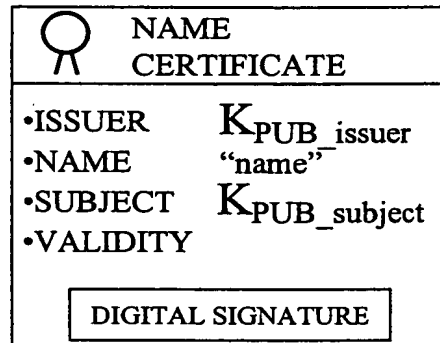 NAME
CERTIFICATE
•ISSUER K_PUB_issuer
•NAME “name”
•SUBJECT K_PUB_subject
•VALIDITY
DIGITAL SIGNATURE